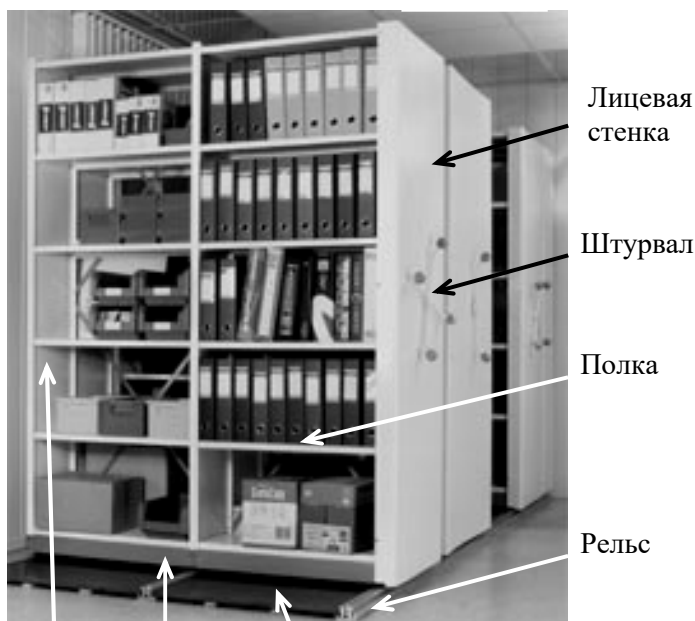 Лицевая
стенка
Штурвал
Полка
Рельс